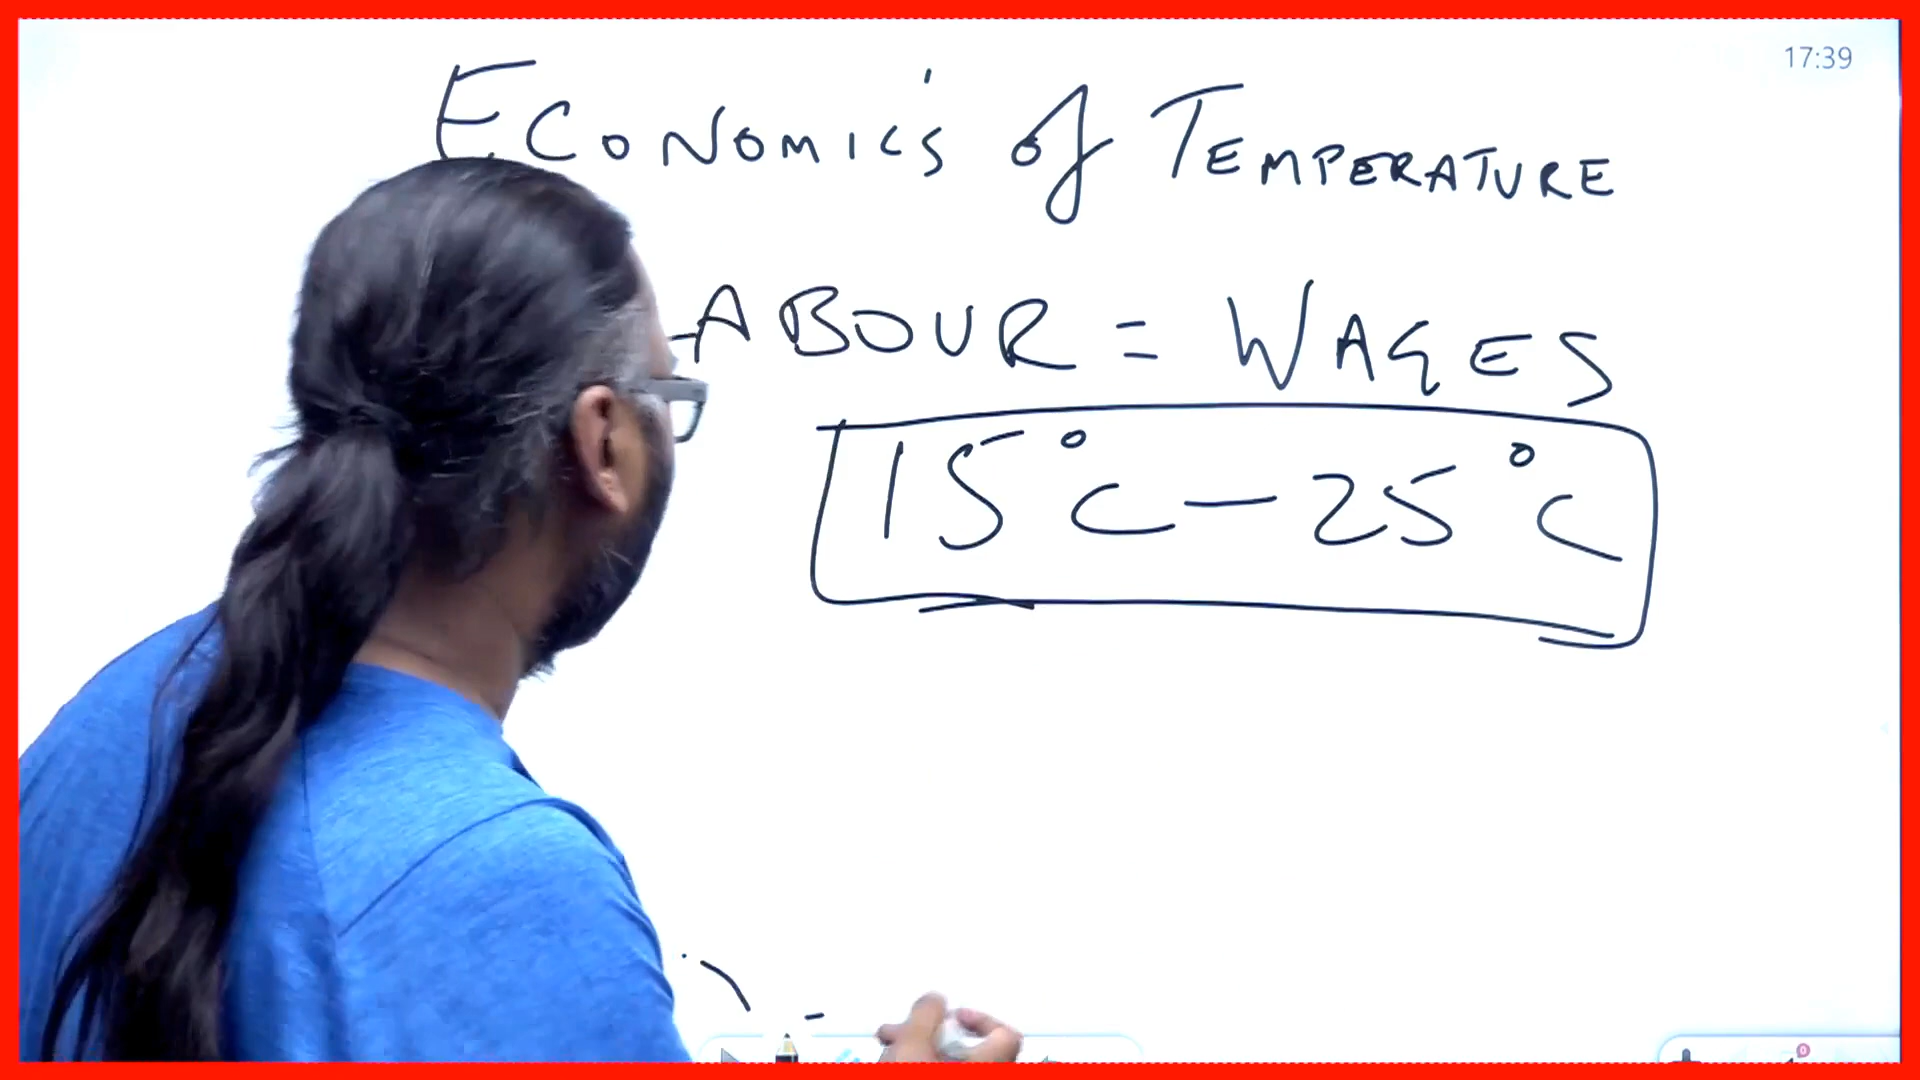 17:39
ECONOMICS of TEMPERATURE
ABOUR = WAGES
15°C - 25°C